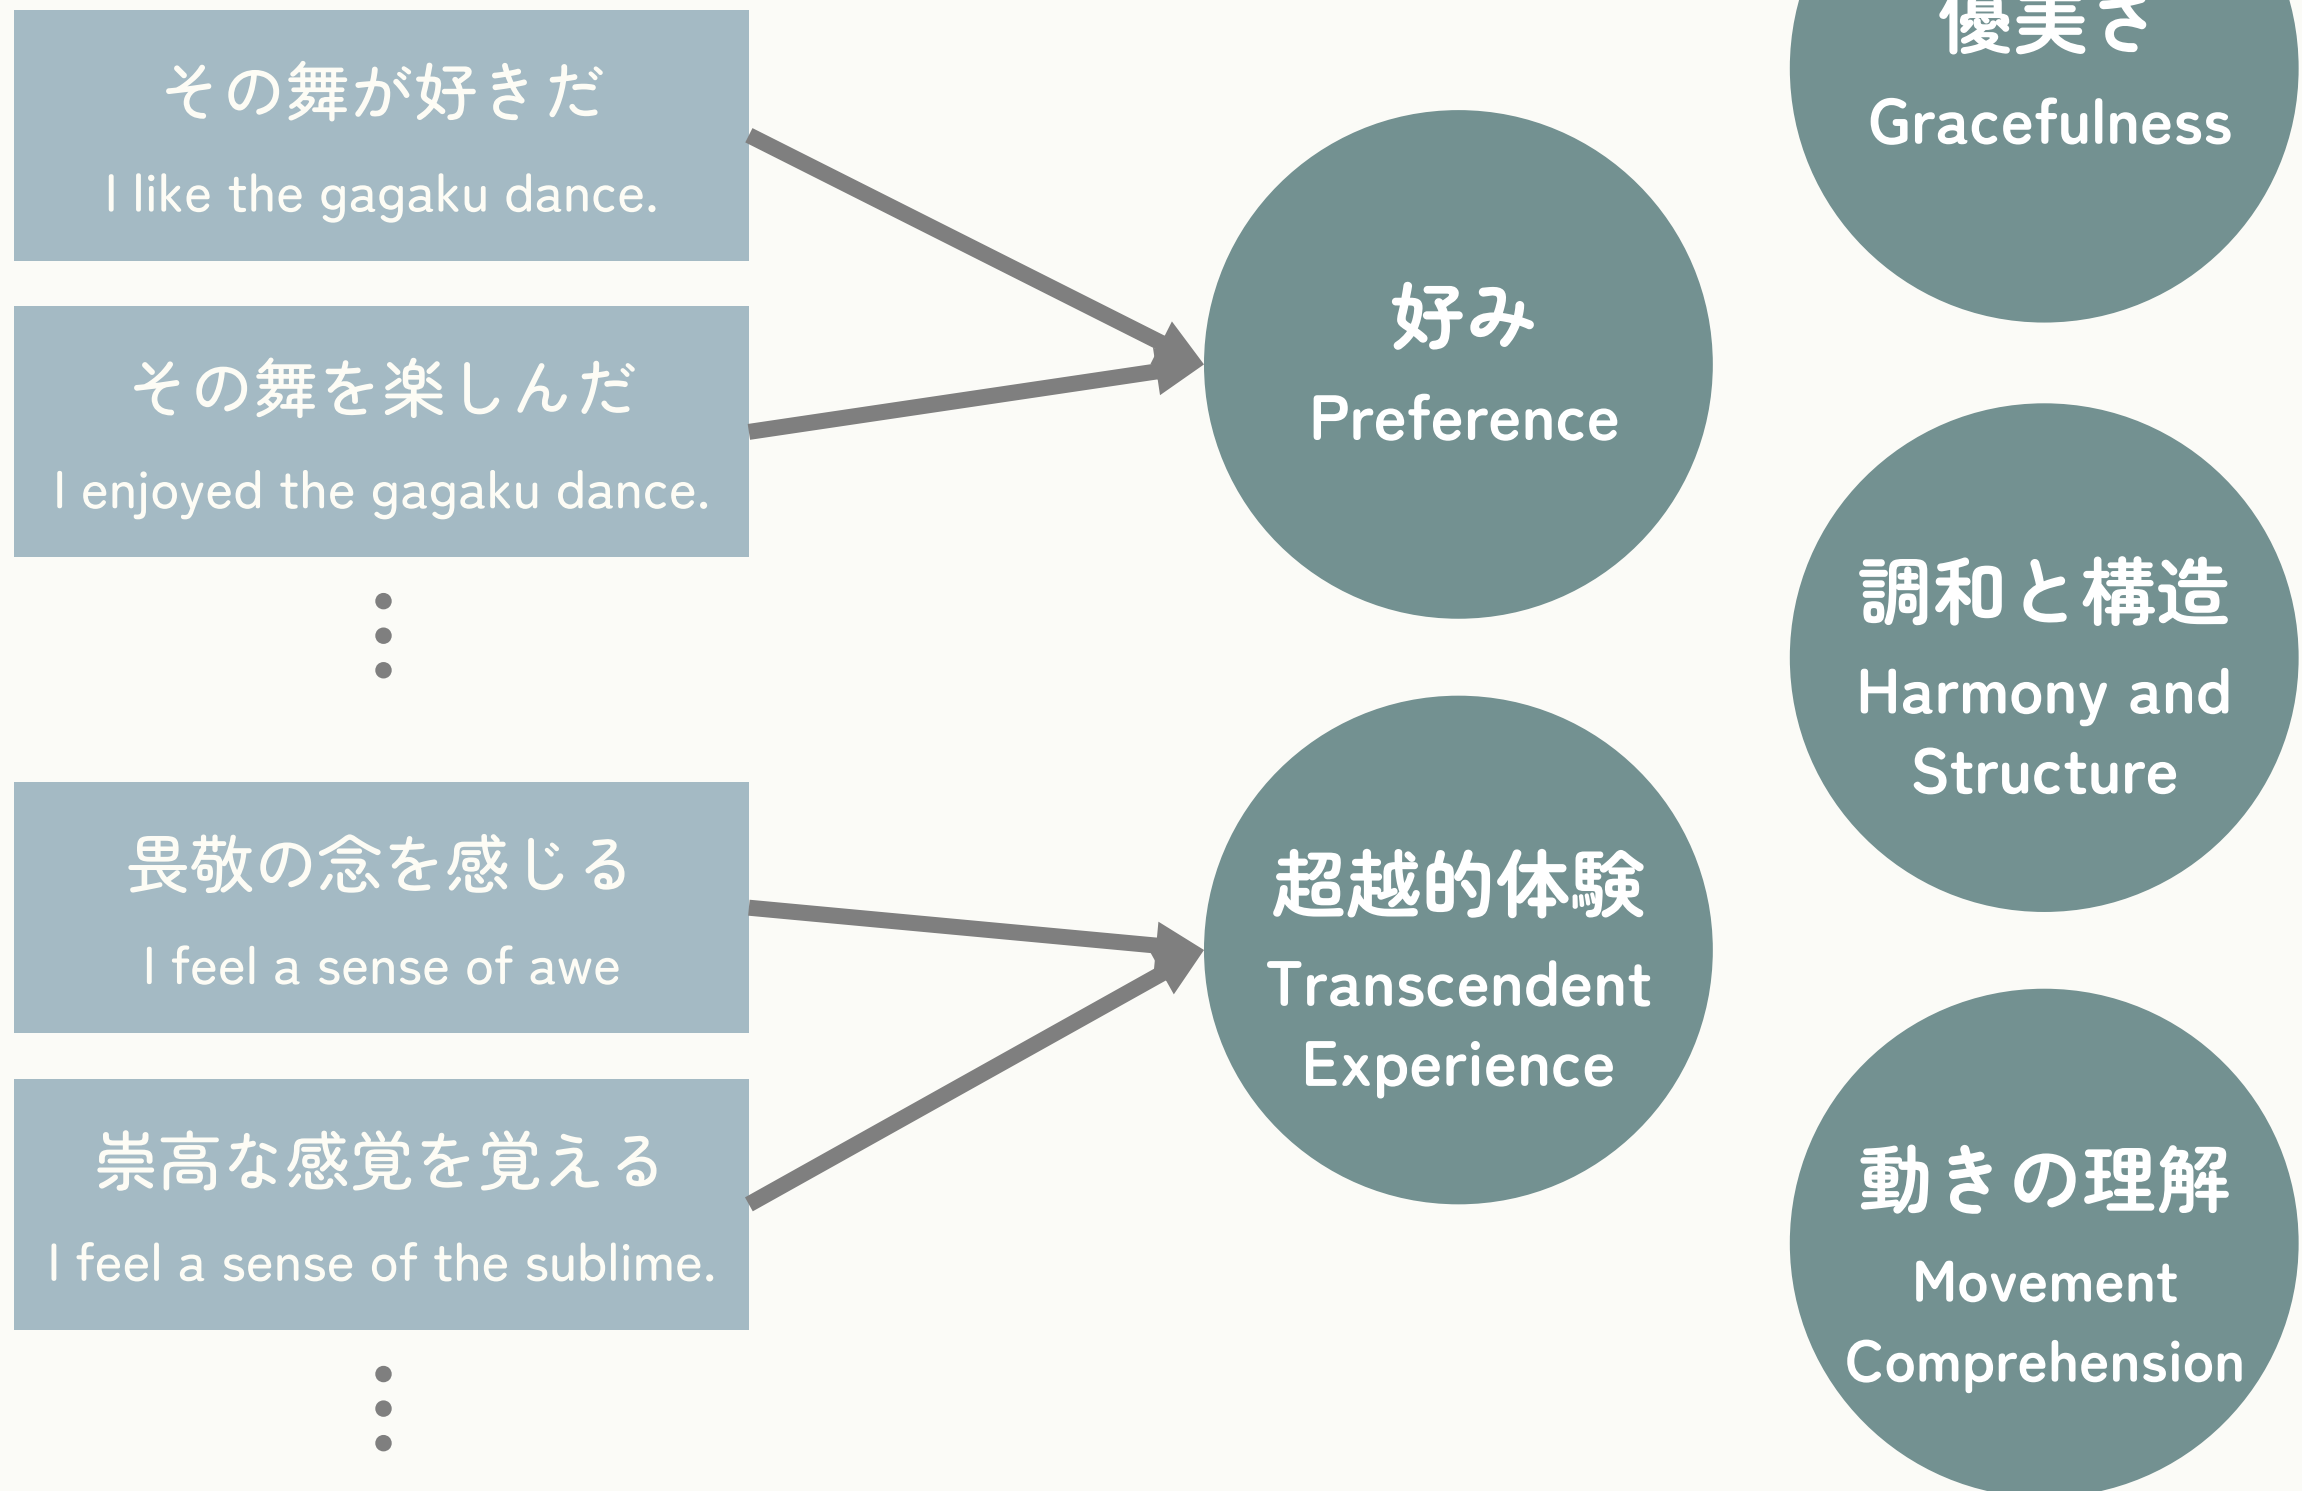 その舞が好きだ
I like the gagaku dance.
その舞を楽しんだ
I enjoyed the gagaku dance.
畏敬の念を感じる
I feel a sense of awe
崇高な感覚を覚える
I feel a sense of the sublime.
好み
Preference
超越的体験
Transcendent
Experience
優美さ
Gracefulness
調和と構造
Harmony and
Structure
動きの理解
Movement
Comprehension